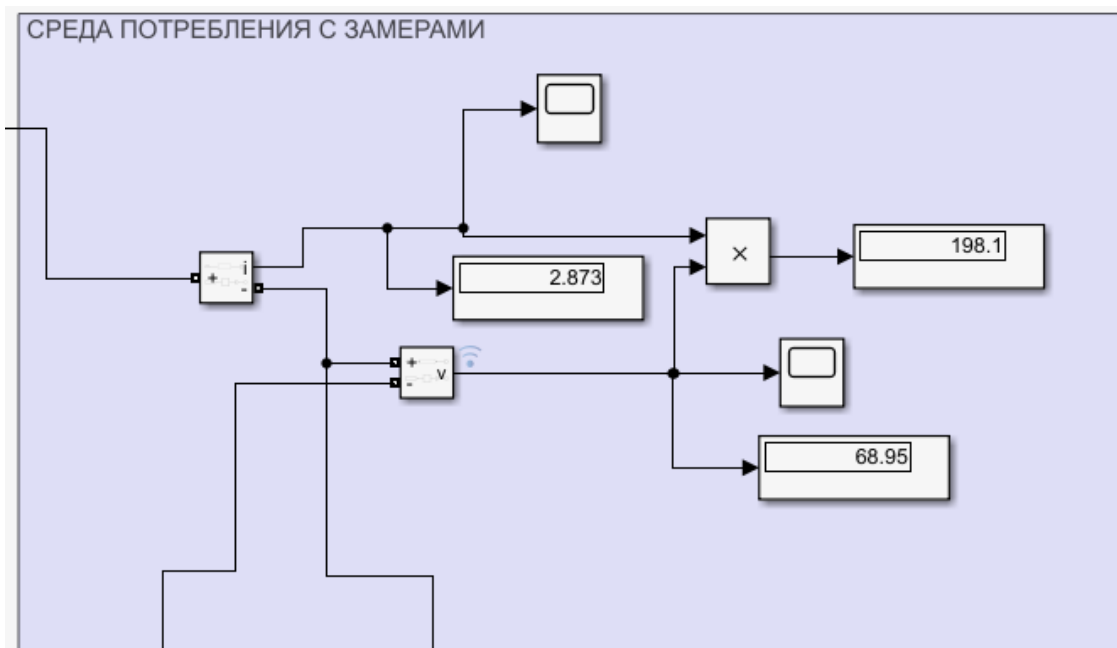 СРЕДА ПОТРЕБЛЕНИЯ С ЗАМЕРАМИ
×
198.1
i
+
-
2.873
+
v
-
68.95